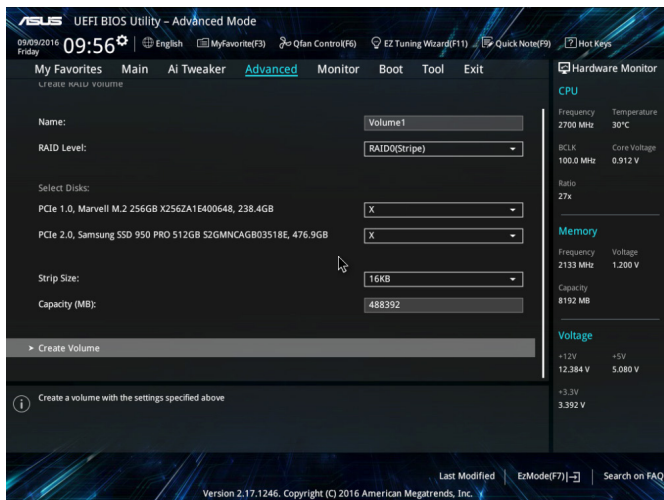 ASUS UEFI BIOS Utility – Advanced Mode
09/09/2016 Friday 09:56 English MyFavorite(F3) Qfan Control(F6) EZ Tuning Wizard(F11) Quick Note(F9) ? Hot Keys
My Favorites Main Ai Tweaker Advanced Monitor Boot Tool Exit
Hardware Monitor
Create RAID Volume
Name: Volume1
RAID Level: RAID0(Stripe)
Select Disks:
PCIe 1.0, Marvell M.2 256GB X256ZA1E400648, 238.4GB X
PCIe 2.0, Samsung SSD 950 PRO 512GB S2GMNCAGB03518E, 476.9GB X
Strip Size: 16KB
Capacity (MB): 488392
> Create Volume
Create a volume with the settings specified above
CPU
Frequency Temperature
2700 MHz 30°C
BCLK Core Voltage
100.0 MHz 0.912 V
Ratio
27x
Memory
Frequency Voltage
2133 MHz 1.200 V
Capacity
8192 MB
Voltage
+12V +5V
12.384 V 5.080 V
+3.3V
3.392 V
Last Modified EzMode(F7) Search on FAQ
Version 2.17.1246. Copyright (C) 2016 American Megatrends, Inc.